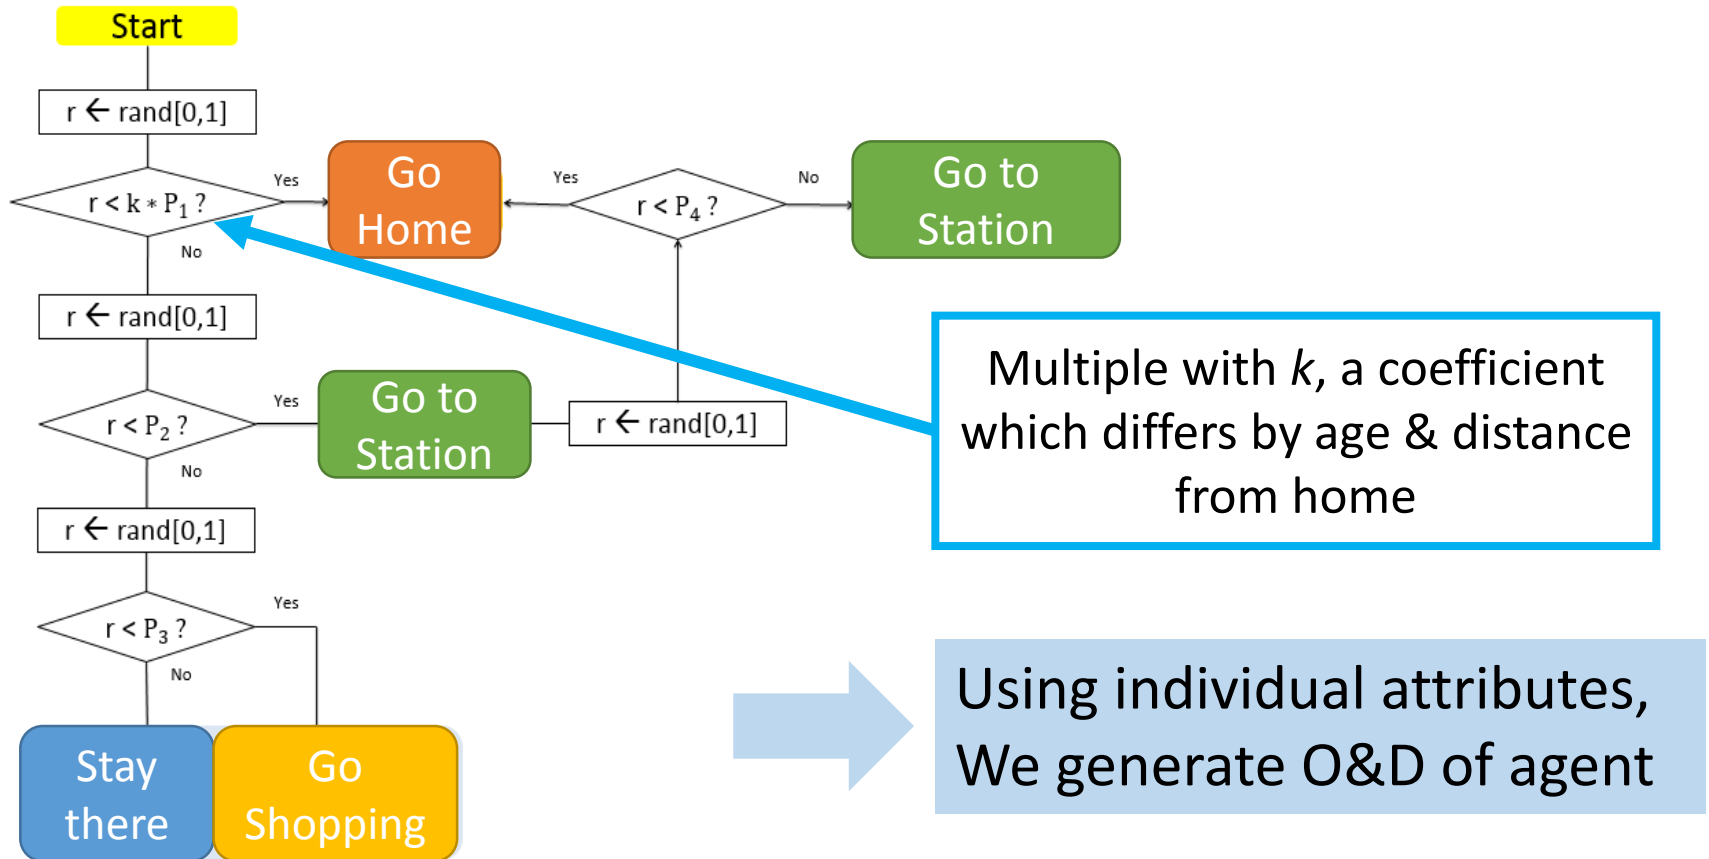 Start
r ← rand[0,1]
r < k * P₁ ?
Yes
Go
Home
Yes
r < P₄ ?
No
Go to
Station
No
r ← rand[0,1]
Multiple with k, a coefficient
which differs by age & distance
from home
r < P₂ ?
Yes
Go to
Station
r ← rand[0,1]
No
r ← rand[0,1]
r < P₃ ?
Yes
No
Stay
there
Go
Shopping
Using individual attributes,
We generate O&D of agent